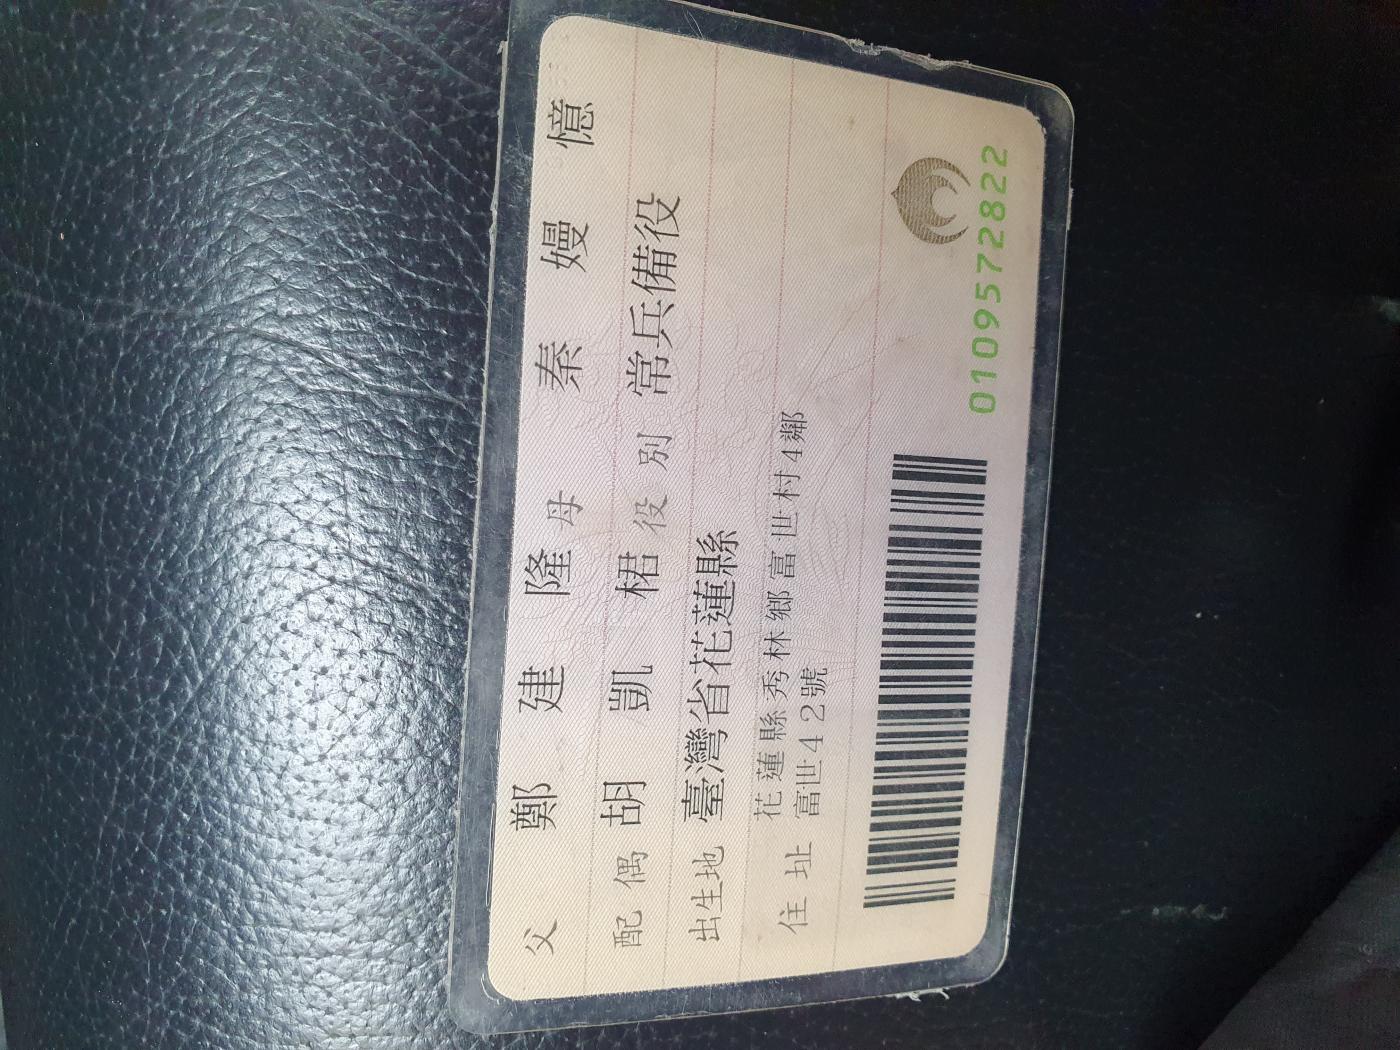 父 鄭建隆 母 秦嫚憶
配偶 胡凱桾 役別 常兵備役
出生地 臺灣省花蓮縣
住址 花蓮縣秀林鄉富世村4鄰
富世42號
0109572822